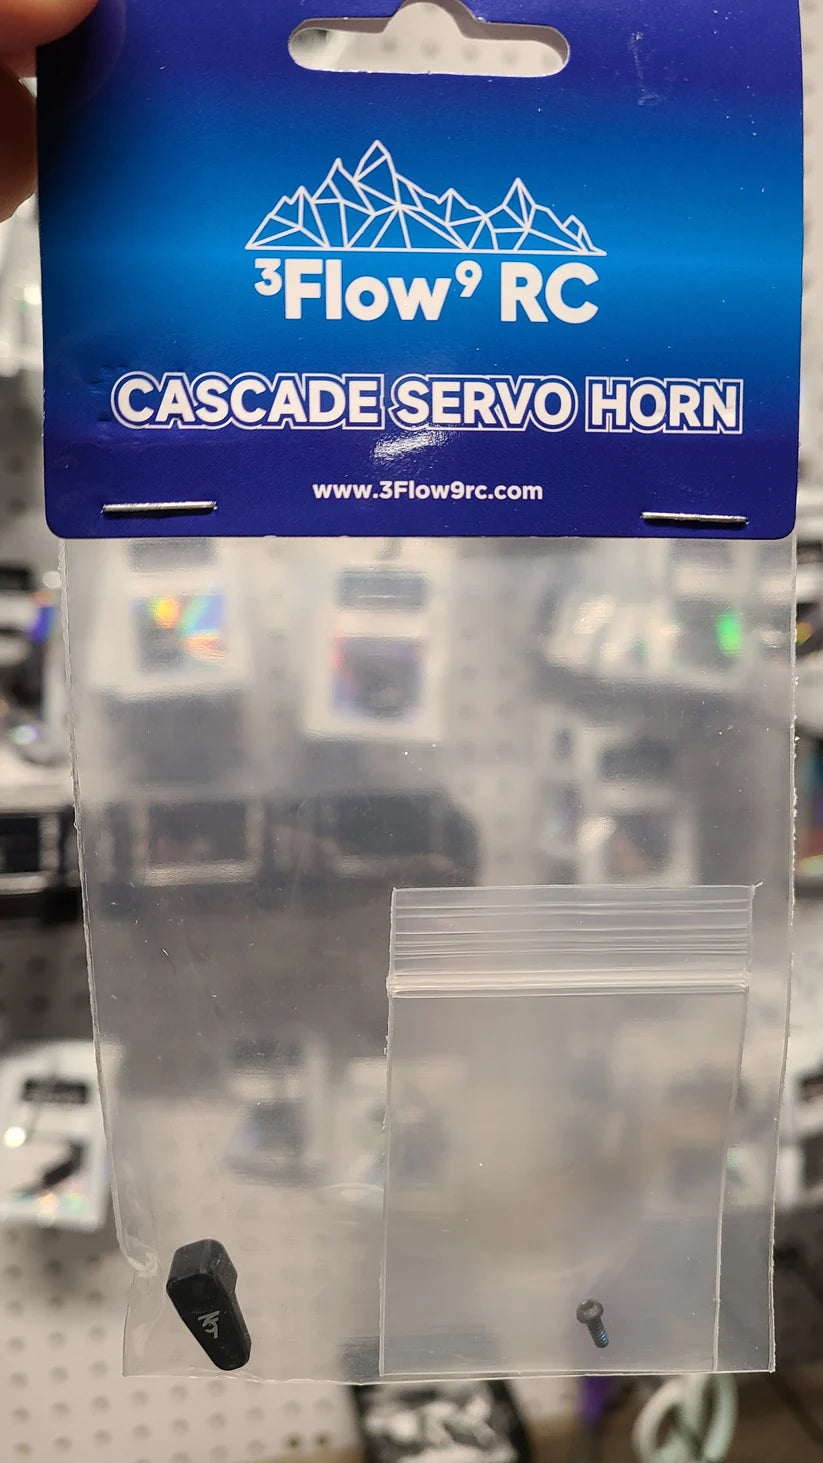 ³Flow⁹ RC
CASCADE SERVO HORN
www.3Flow9rc.com